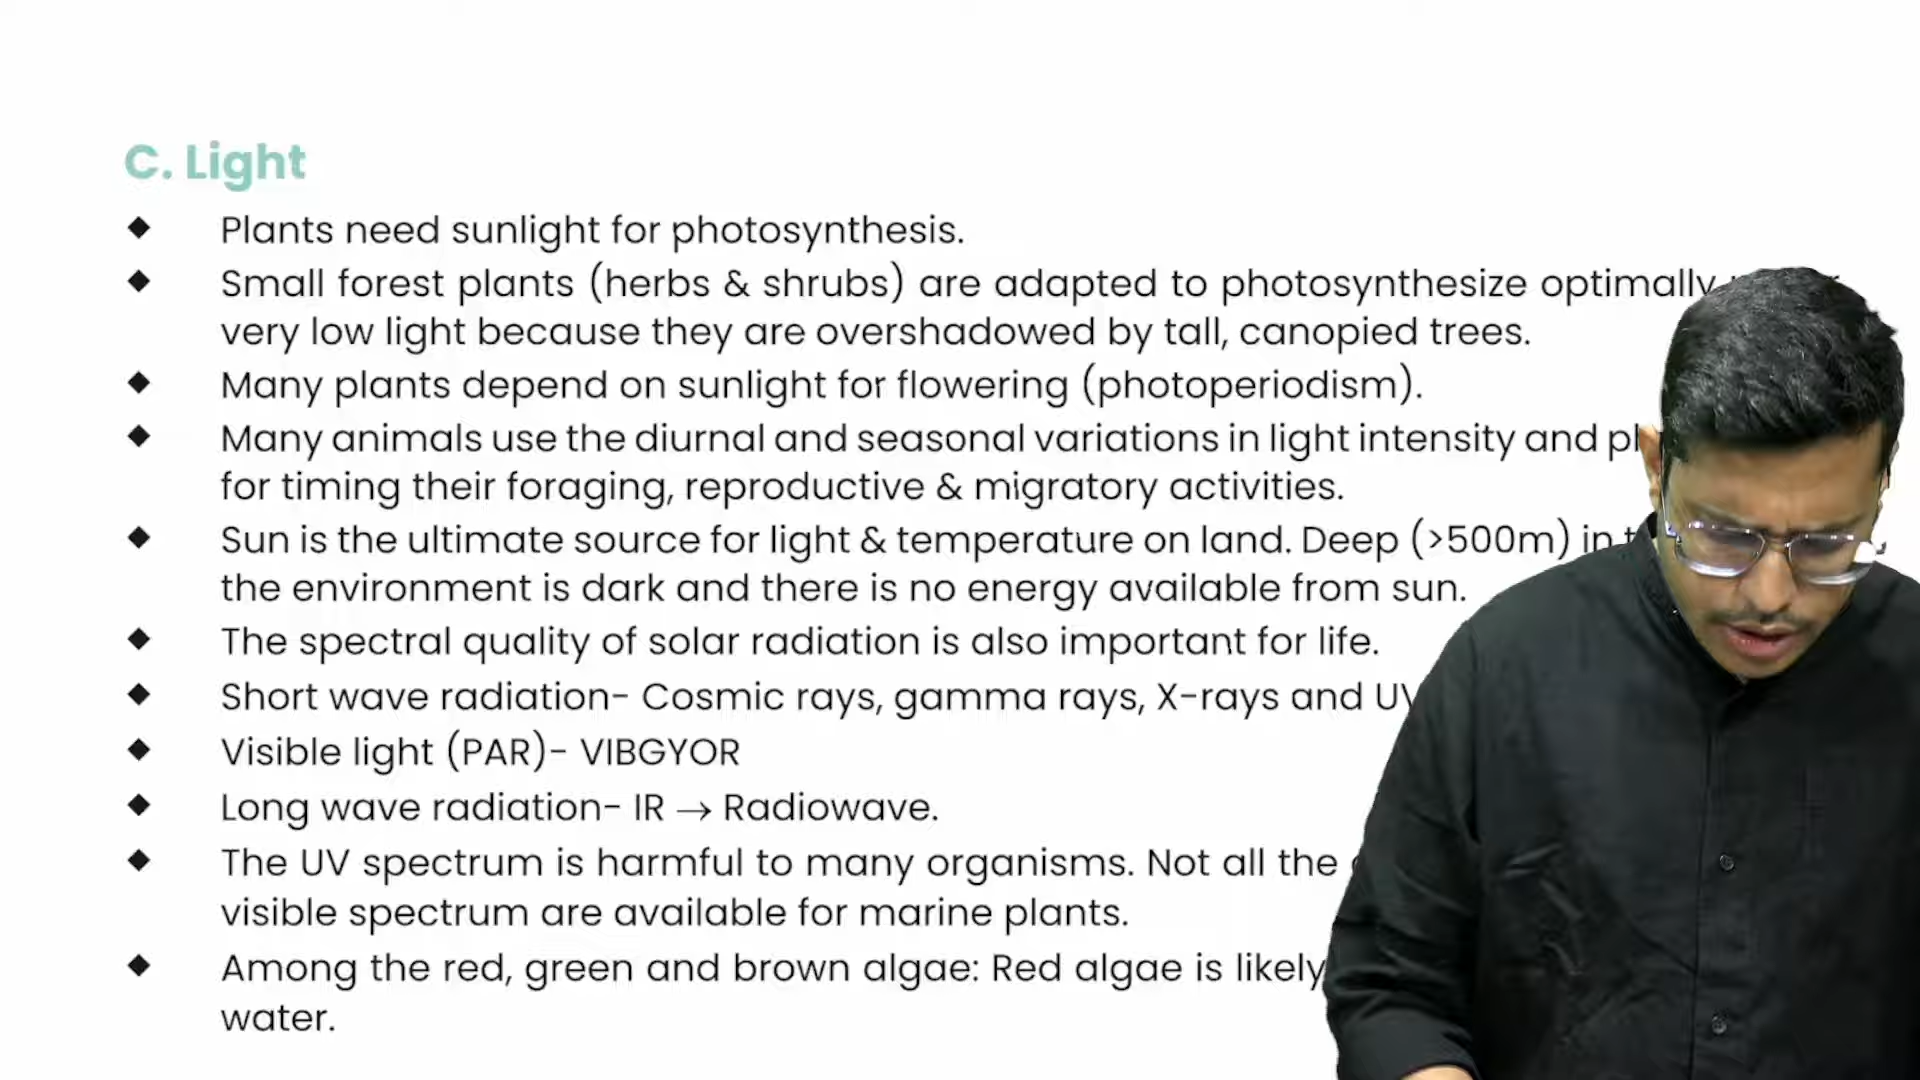 C. Light
◆ Plants need sunlight for photosynthesis.
◆ Small forest plants (herbs & shrubs) are adapted to photosynthesize optimally
very low light because they are overshadowed by tall, canopied trees.
◆ Many plants depend on sunlight for flowering (photoperiodism).
◆ Many animals use the diurnal and seasonal variations in light intensity and
for timing their foraging, reproductive & migratory activities.
◆ Sun is the ultimate source for light & temperature on land. Deep (>500m) in
the environment is dark and there is no energy available from sun.
◆ The spectral quality of solar radiation is also important for life.
◆ Short wave radiation- Cosmic rays, gamma rays, X-rays and UV
◆ Visible light (PAR)- VIBGYOR
◆ Long wave radiation- IR → Radiowave.
◆ The UV spectrum is harmful to many organisms. Not all the
visible spectrum are available for marine plants.
◆ Among the red, green and brown algae: Red algae is likely
water.